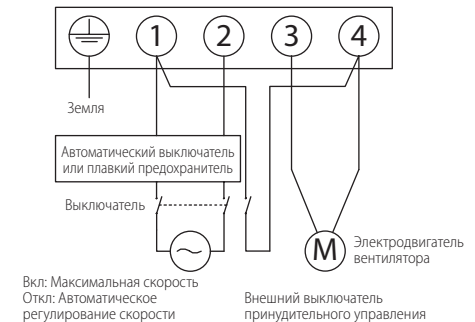 1 2 3 4
Земля
Автоматический выключатель
или плавкий предохранитель
Выключатель
M
Электродвигатель
вентилятора
Вкл: Максимальная скорость
Откл: Автоматическое
регулирование скорости
Внешний выключатель
принудительного управления